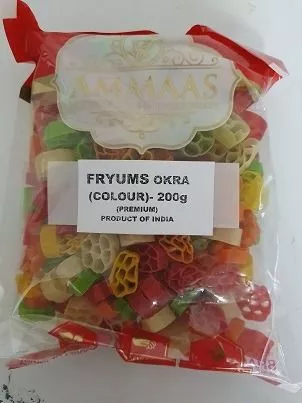 AMMAAS
FRYUMS OKRA
(COLOUR)- 200g
(PREMIUM)
PRODUCT OF INDIA